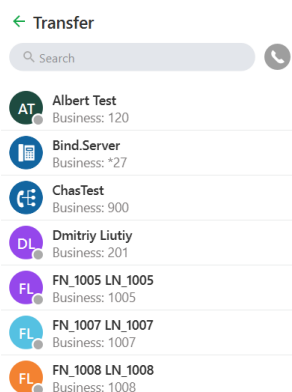 Transfer
Search
AT
Albert Test
Business: 120
Bind.Server
Business: *27
ChasTest
Business: 900
DL
Dmitriy Liutiy
Business: 201
FL
FN_1005 LN_1005
Business: 1005
FL
FN_1007 LN_1007
Business: 1007
FL
FN_1008 LN_1008
Business: 1008